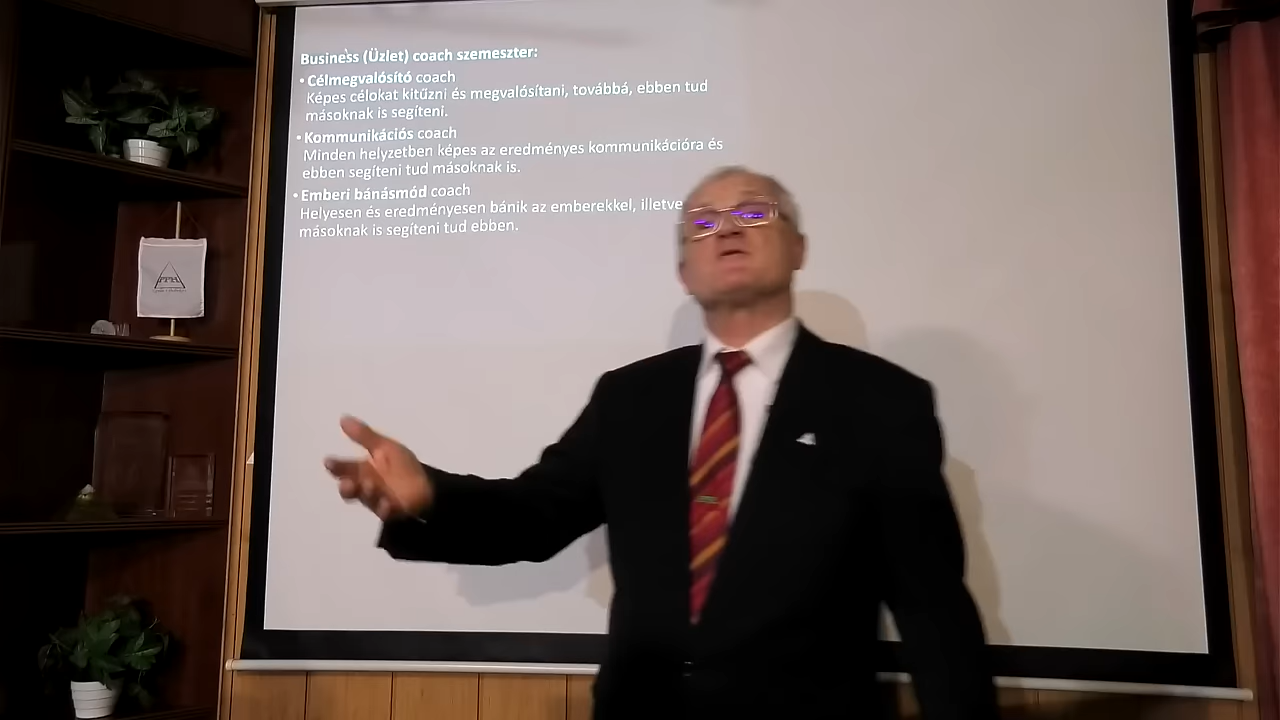 Business (Üzlet) coach szemeszter:
• Célmegvalósító coach
Képes célokat kitűzni és megvalósítani, továbbá, ebben tud
másoknak is segíteni.
• Kommunikációs coach
Minden helyzetben képes az eredményes kommunikációra és
ebben segíteni tud másoknak is.
• Emberi bánásmód coach
Helyesen és eredményesen bánik az emberekkel, illetve
másoknak is segíteni tud ebben.